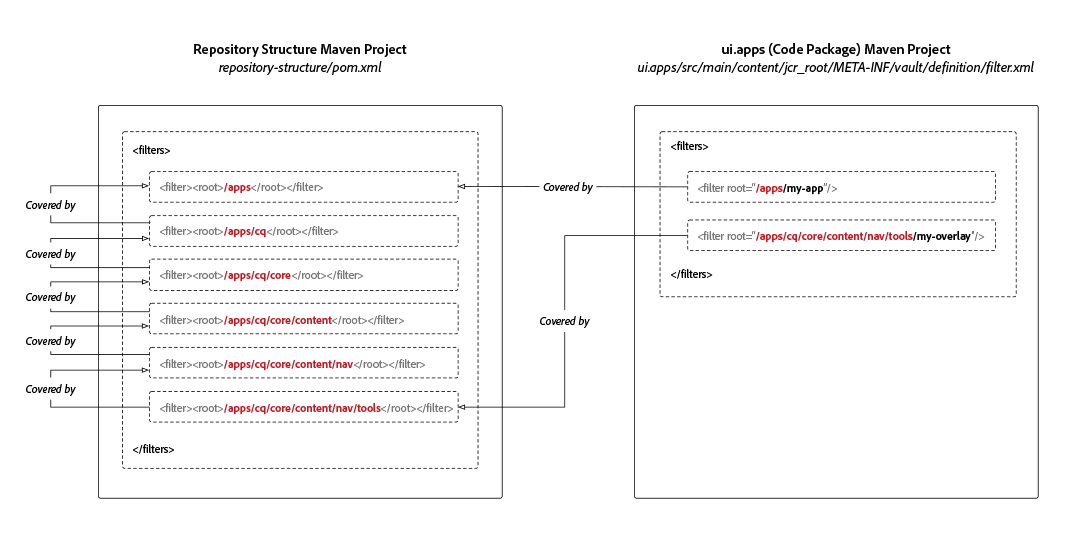 Repository Structure Maven Project
repository-structure/pom.xml
<filters>
<filter><root>/apps</root></filter>
Covered by
<filter><root>/apps/cq</root></filter>
Covered by
<filter><root>/apps/cq/core</root></filter>
Covered by
<filter><root>/apps/cq/core/content</root></filter>
Covered by
<filter><root>/apps/cq/core/content/nav</root></filter>
Covered by
<filter><root>/apps/cq/core/content/nav/tools</root></filter>
</filters>
Covered by
Covered by
ui.apps (Code Package) Maven Project
ui.apps/src/main/content/jcr_root/META-INF/vault/definition/filter.xml
<filters>
<filter root="/apps/my-app"/>
<filter root="/apps/cq/core/content/nav/tools/my-overlay"/>
</filters>